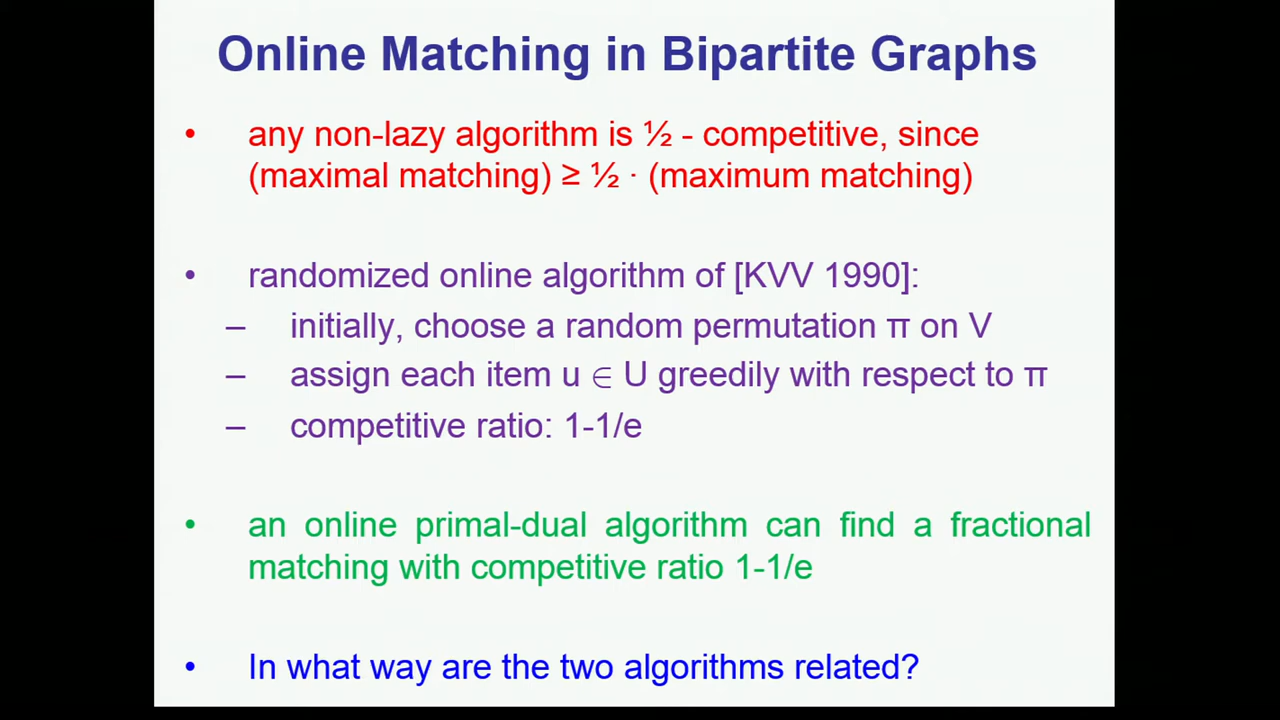 Online Matching in Bipartite Graphs
• any non-lazy algorithm is ½ - competitive, since
(maximal matching) ≥ ½ · (maximum matching)
• randomized online algorithm of [KVV 1990]:
– initially, choose a random permutation π on V
– assign each item u ∈ U greedily with respect to π
– competitive ratio: 1-1/e
• an online primal-dual algorithm can find a fractional
matching with competitive ratio 1-1/e
• In what way are the two algorithms related?